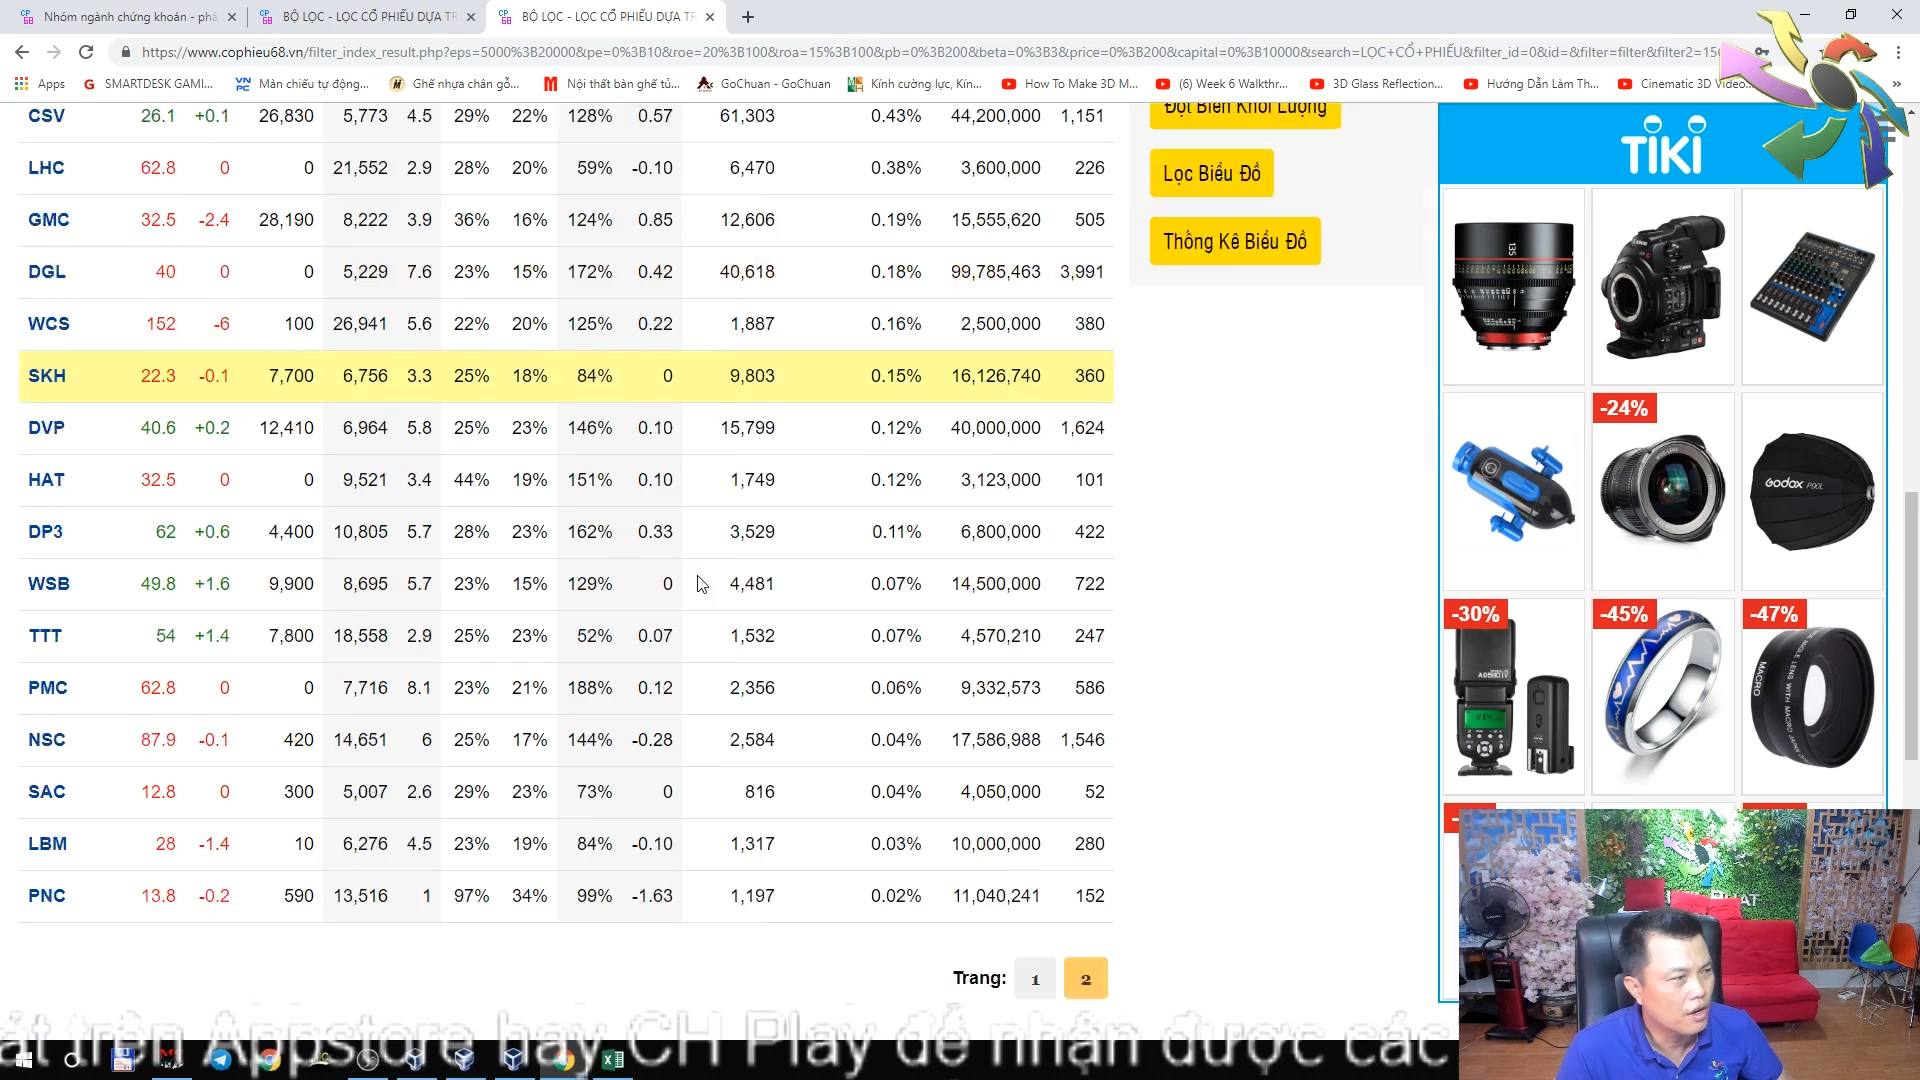 Nhóm ngành chứng khoán - phâ
BỘ LỌC - LỌC CỔ PHIẾU DỰA TR
BỘ LỌC - LỌC CỔ PHIẾU DỰA TR
https://www.cophieu68.vn/filter_index_result.php?eps=5000%3B20000&pe=0%3B10&roe=20%3B100&roa=15%3B100&pb=0%3B200&beta=0%3B3&price=0%3B200&capital=0%3B10000&search=LỌC+CỔ+PHIẾU&filter_id=0&id=&filter=filter&filter2=15
Apps SMARTDESK GAMI... Màn chiếu tự động... Ghế nhựa chân gỗ... Nội thất bàn ghế tủ... GoChuan - GoChuan Kính cường lực, Kín... How To Make 3D M... (6) Week 6 Walkthr... 3D Glass Reflection... Hướng Dẫn Làm Th... Cinematic 3D Video...
CSV 26.1 +0.1 26,830 5,773 4.5 29% 22% 128% 0.57 61,303 0.43% 44,200,000 1,151
LHC 62.8 0 0 21,552 2.9 28% 20% 59% -0.10 6,470 0.38% 3,600,000 226
GMC 32.5 -2.4 28,190 8,222 3.9 36% 16% 124% 0.85 12,606 0.19% 15,555,620 505
DGL 40 0 0 5,229 7.6 23% 15% 172% 0.42 40,618 0.18% 99,785,463 3,991
WCS 152 -6 100 26,941 5.6 22% 20% 125% 0.22 1,887 0.16% 2,500,000 380
SKH 22.3 -0.1 7,700 6,756 3.3 25% 18% 84% 0 9,803 0.15% 16,126,740 360
DVP 40.6 +0.2 12,410 6,964 5.8 25% 23% 146% 0.10 15,799 0.12% 40,000,000 1,624
HAT 32.5 0 0 9,521 3.4 44% 19% 151% 0.10 1,749 0.12% 3,123,000 101
DP3 62 +0.6 4,400 10,805 5.7 28% 23% 162% 0.33 3,529 0.11% 6,800,000 422
WSB 49.8 +1.6 9,900 8,695 5.7 23% 15% 129% 0 4,481 0.07% 14,500,000 722
TTT 54 +1.4 7,800 18,558 2.9 25% 23% 52% 0.07 1,532 0.07% 4,570,210 247
PMC 62.8 0 0 7,716 8.1 23% 21% 188% 0.12 2,356 0.06% 9,332,573 586
NSC 87.9 -0.1 420 14,651 6 25% 17% 144% -0.28 2,584 0.04% 17,586,988 1,546
SAC 12.8 0 300 5,007 2.6 29% 23% 73% 0 816 0.04% 4,050,000 52
LBM 28 -1.4 10 6,276 4.5 23% 19% 84% -0.10 1,317 0.03% 10,000,000 280
PNC 13.8 -0.2 590 13,516 1 97% 34% 99% -1.63 1,197 0.02% 11,040,241 152
Trang: 1 2
Đột Biến Khối Lượng
Lọc Biểu Đồ
Thống Kê Biểu Đồ
TIKI
135
-24%
Godox P90L
-30%
-45%
-47%
MACRO
trên Appstore hay CH Play để nhận được các